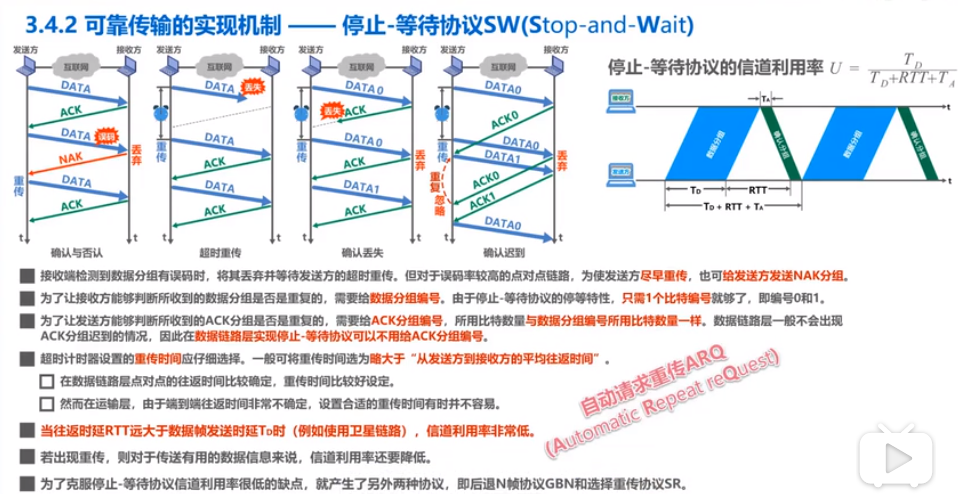 3.4.2 可靠传输的实现机制 —— 停止-等待协议SW(Stop-and-Wait)
发送方 互联网 接收方
DATA
ACK
DATA 误码
NAK 丢弃
重传
DATA
ACK
t t
确认与否认
发送方 互联网 接收方
DATA 丢失
重传
DATA
ACK
DATA
ACK
t t
超时重传
发送方 互联网 接收方
DATA0
丢失 ACK
重传
DATA0
丢弃
ACK
DATA1
ACK
t t
确认丢失
发送方 互联网 接收方
DATA0
ACK0
重传
DATA0
DATA1
丢弃
重复 忽略
ACK0
ACK1
DATA0
t t
确认迟到
停止-等待协议的信道利用率 U = T_D / (T_D+RTT+T_A)
接收方
TA
t
数据分组
确认分组
数据分组
确认分组
发送方
t
TD
RTT
TD + RTT + TA
接收端检测到数据分组有误码时，将其丢弃并等待发送方的超时重传。但对于误码率较高的点对点链路，为使发送方尽早重传，也可给发送方发送NAK分组。
为了让接收方能够判断所收到的数据分组是否是重复的，需要给数据分组编号。由于停止-等待协议的停等特性，只需1个比特编号就够了，即编号0和1。
为了让发送方能够判断所收到的ACK分组是否是重复的，需要给ACK分组编号，所用比特数量与数据分组编号所用比特数量一样。数据链路层一般不会出现
ACK分组迟到的情况，因此在数据链路层实现停止-等待协议可以不用给ACK分组编号。
超时计时器设置的重传时间应仔细选择。一般可将重传时间选为略大于“从发送方到接收方的平均往返时间”。
在数据链路层点对点的往返时间比较确定，重传时间比较好设定。
然而在运输层，由于端到端往返时间非常不确定，设置合适的重传时间有时并不容易。
自动请求重传ARQ
(Automatic Repeat reQuest)
当往返时延RTT远大于数据帧发送时延TD时（例如使用卫星链路），信道利用率非常低。
若出现重传，则对于传送有用的数据信息来说，信道利用率还要降低。
为了克服停止-等待协议信道利用率很低的缺点，就产生了另外两种协议，即后退N帧协议GBN和选择重传协议SR。